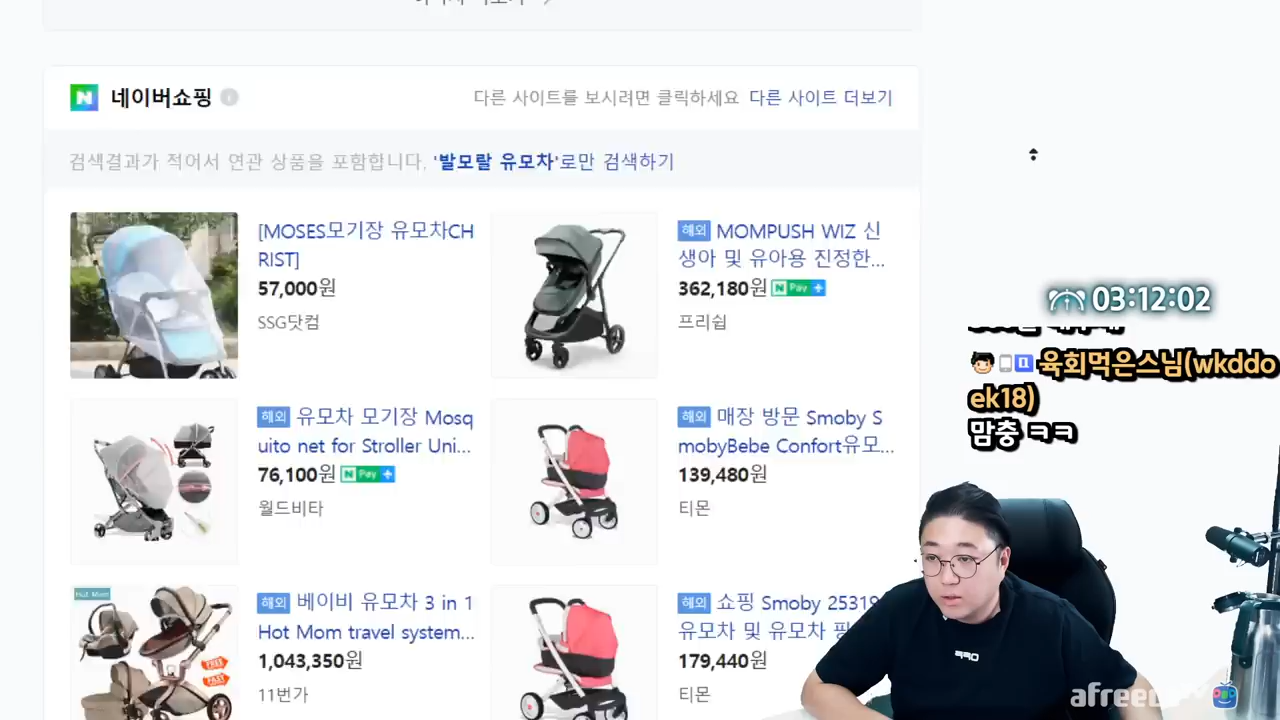 네이버쇼핑
다른 사이트를 보시려면 클릭하세요 다른 사이트 더보기
검색결과가 적어서 연관 상품을 포함합니다. '발모랄 유모차'로만 검색하기
[MOSES모기장 유모차CH
RIST]
57,000원
SSG닷컴
해외 MOMPUSH WIZ 신
생아 및 유아용 진정한...
362,180원 N Pay +
프리쉽
해외 유모차 모기장 Mosq
uito net for Stroller Uni...
76,100원 N Pay +
월드비타
해외 매장 방문 Smoby S
mobyBebe Confort유모...
139,480원
티몬
Hot Mom
FREE
FAST
해외 베이비 유모차 3 in 1
Hot Mom travel system...
1,043,350원
11번가
해외 쇼핑 Smoby 25319
유모차 및 유모차
179,440원
티몬
03:12:02
육회먹은스님(wkddo
ek18)
맘충 ㅋㅋ